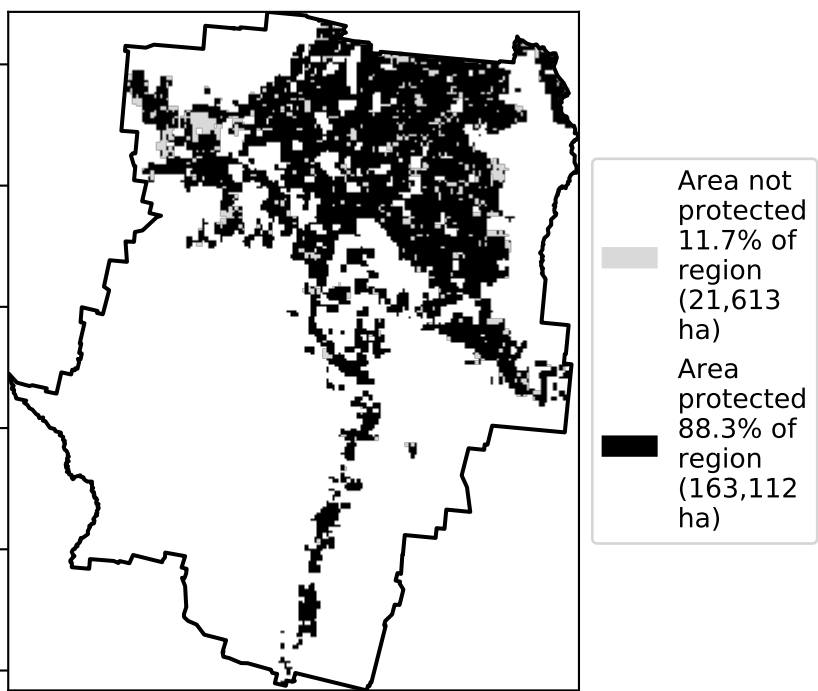 Area not
protected
11.7% of
region
(21,613
ha)
Area
protected
88.3% of
region
(163,112
ha)